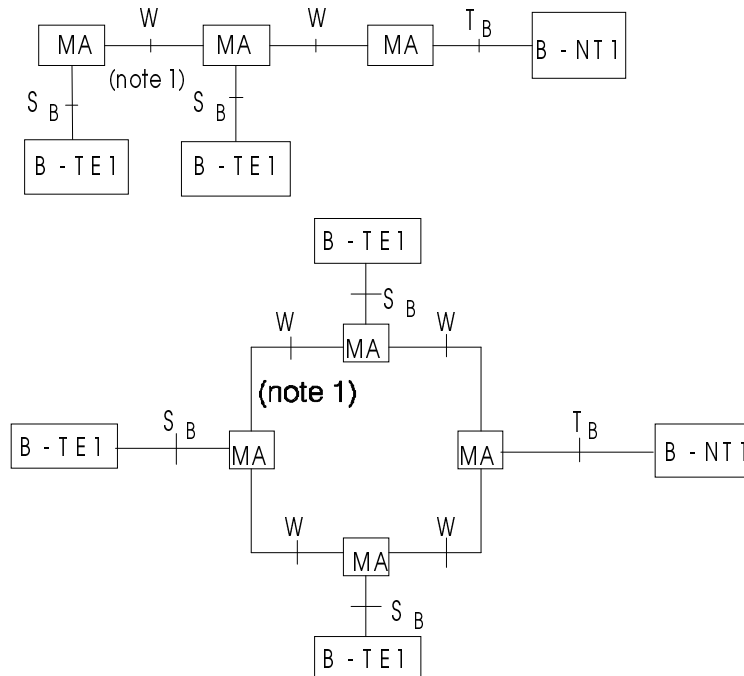 W W T B
MA MA MA B - NT1
(note 1)
S B S B
B - TE1 B - TE1
B - TE1
S B
W W
MA
(note 1)
S B T B
B - TE1 MA MA B - NT1
W W
MA
S B
B - TE1